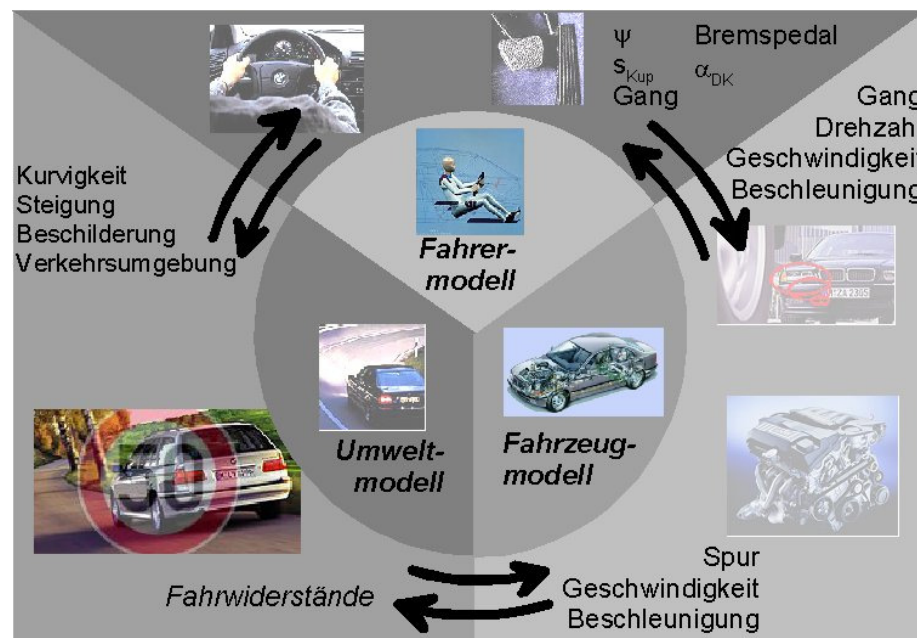 ψ Bremspedal
s_Kup α_DK
Gang
Gang
Drehzahl
Geschwindigkeit
Beschleunigung
Kurvigkeit
Steigung
Beschilderung
Verkehrsumgebung
Fahrer-
modell
Umwelt-
modell
Fahrzeug-
modell
Fahrwiderstände
Spur
Geschwindigkeit
Beschleunigung